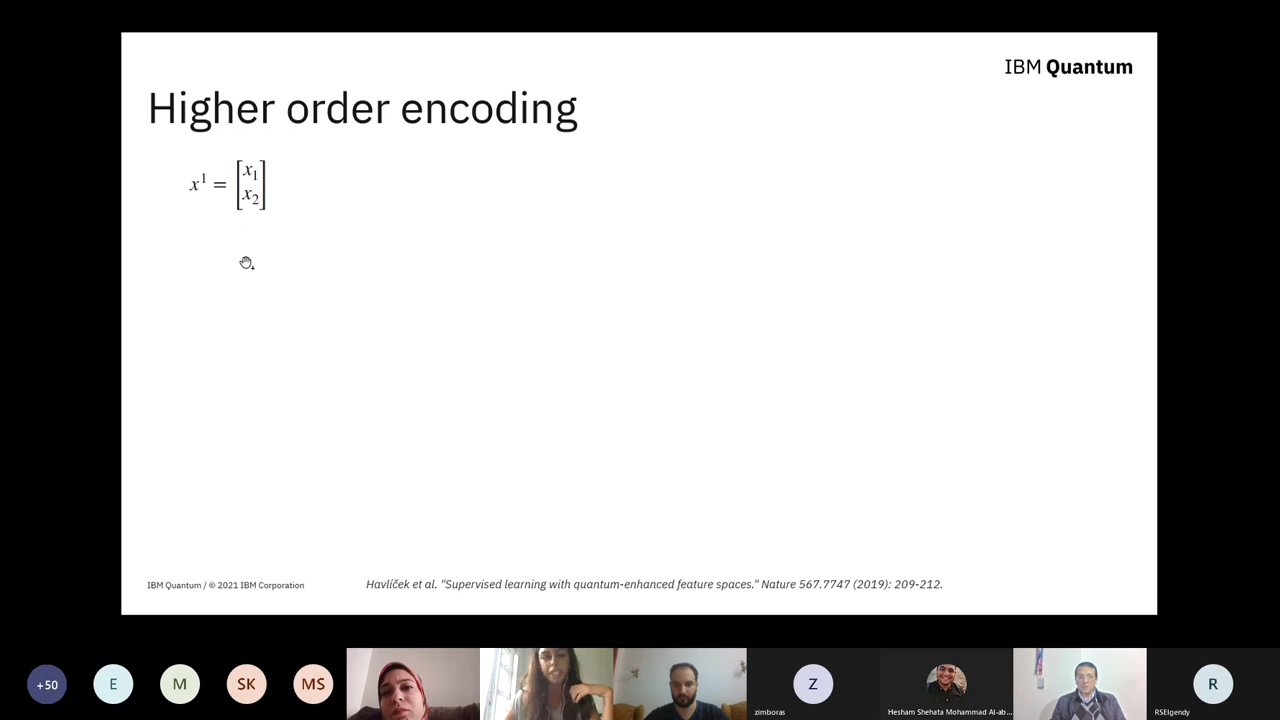 IBM Quantum
Higher order encoding
x¹ = [x₁
x₂]
IBM Quantum / © 2021 IBM Corporation
Havlíček et al. "Supervised learning with quantum-enhanced feature spaces." Nature 567.7747 (2019): 209-212.
+50
E
M
SK
MS
Z
zimboras
Hesham Shehata Mohammad Al-ab...
R
RSElgendy